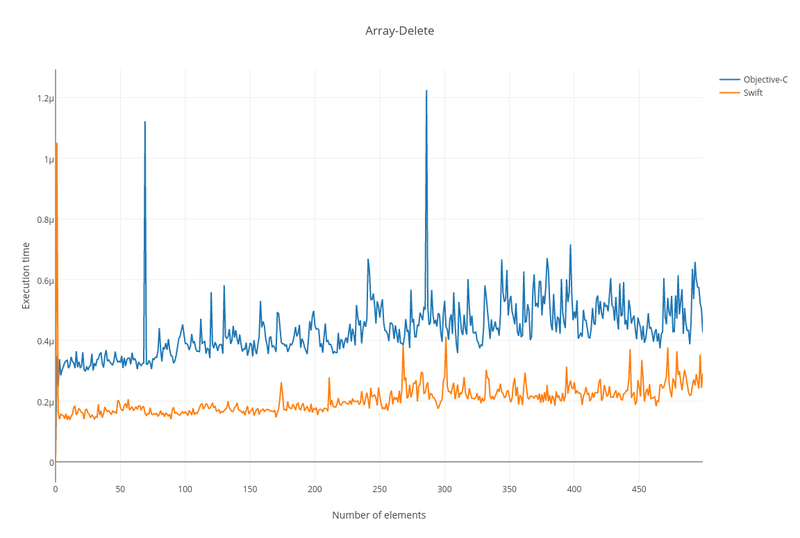 Array-Delete
Objective-C
Swift
1.2μ
1μ
0.8μ
0.6μ
0.4μ
0.2μ
0
Execution time
0 50 100 150 200 250 300 350 400 450
Number of elements